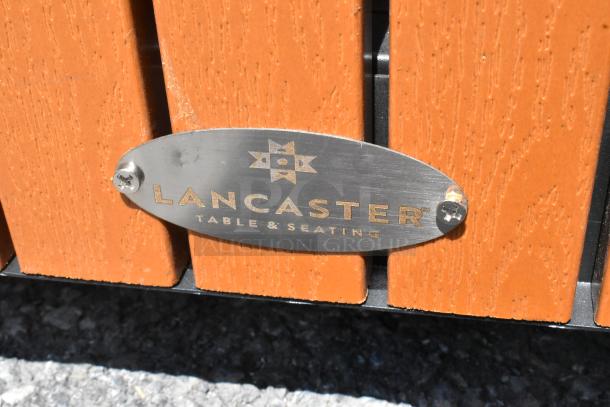 LANCASTER
TABLE & SEATING
AUCTION GROUP